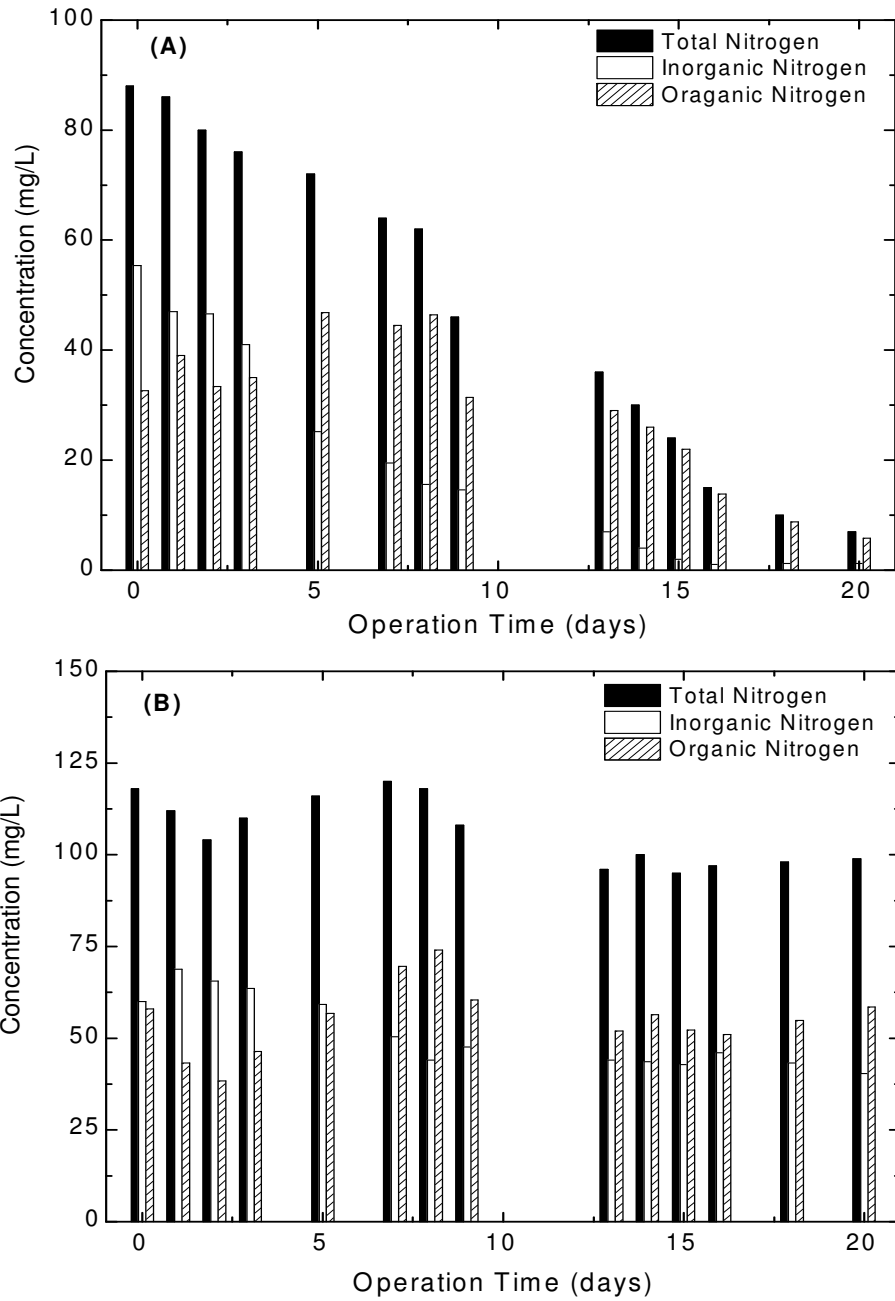 100
(A)
Total Nitrogen
Inorganic Nitrogen
Oraganic Nitrogen
80
60
40
20
0
Concentration (mg/L)
0 5 10 15 20
Operation Time (days)
150
(B)
Total Nitrogen
Inorganic Nitrogen
Organic Nitrogen
125
100
75
50
25
0
Concentration (mg/L)
0 5 10 15 20
Operation Time (days)